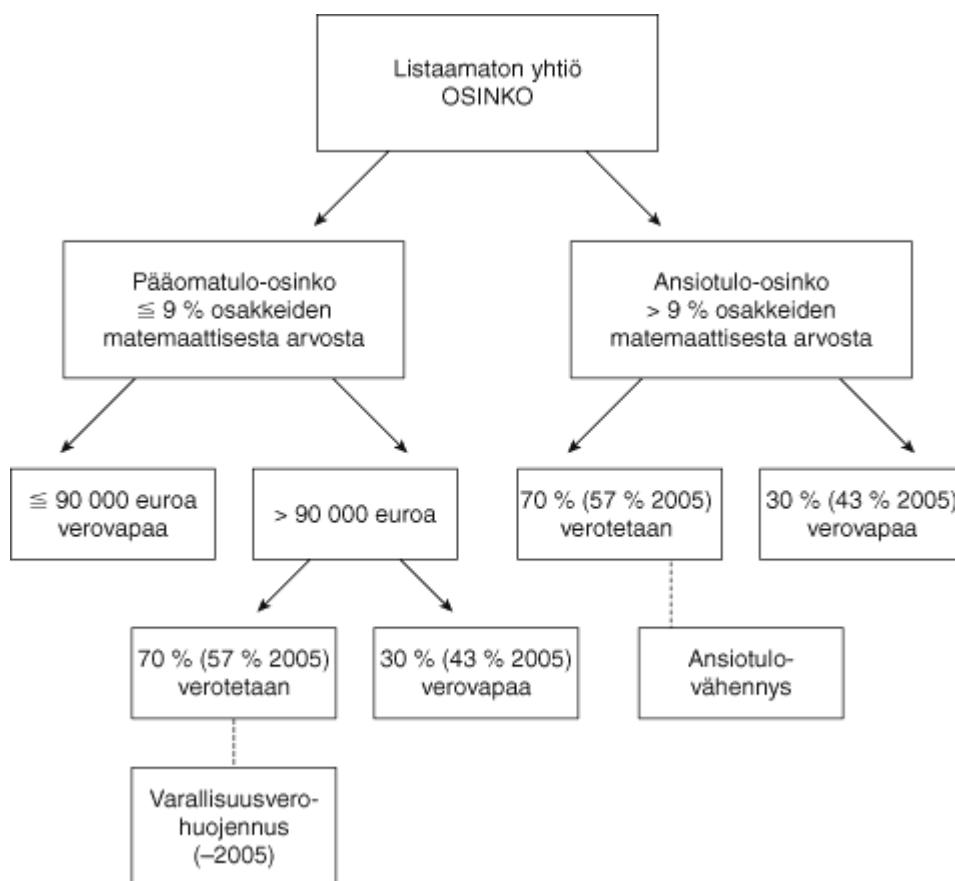 Listaamaton yhtiö
OSINKO
Pääomatulo-osinko
≦ 9 % osakkeiden
matemaattisesta arvosta
Ansiotulo-osinko
> 9 % osakkeiden
matemaattisesta arvosta
≦ 90 000 euroa
verovapaa
> 90 000 euroa
70 % (57 % 2005)
verotetaan
30 % (43 % 2005)
verovapaa
70 % (57 % 2005)
verotetaan
30 % (43 % 2005)
verovapaa
Ansiotulo-
vähennys
Varallisuusvero-
huojennus
(–2005)